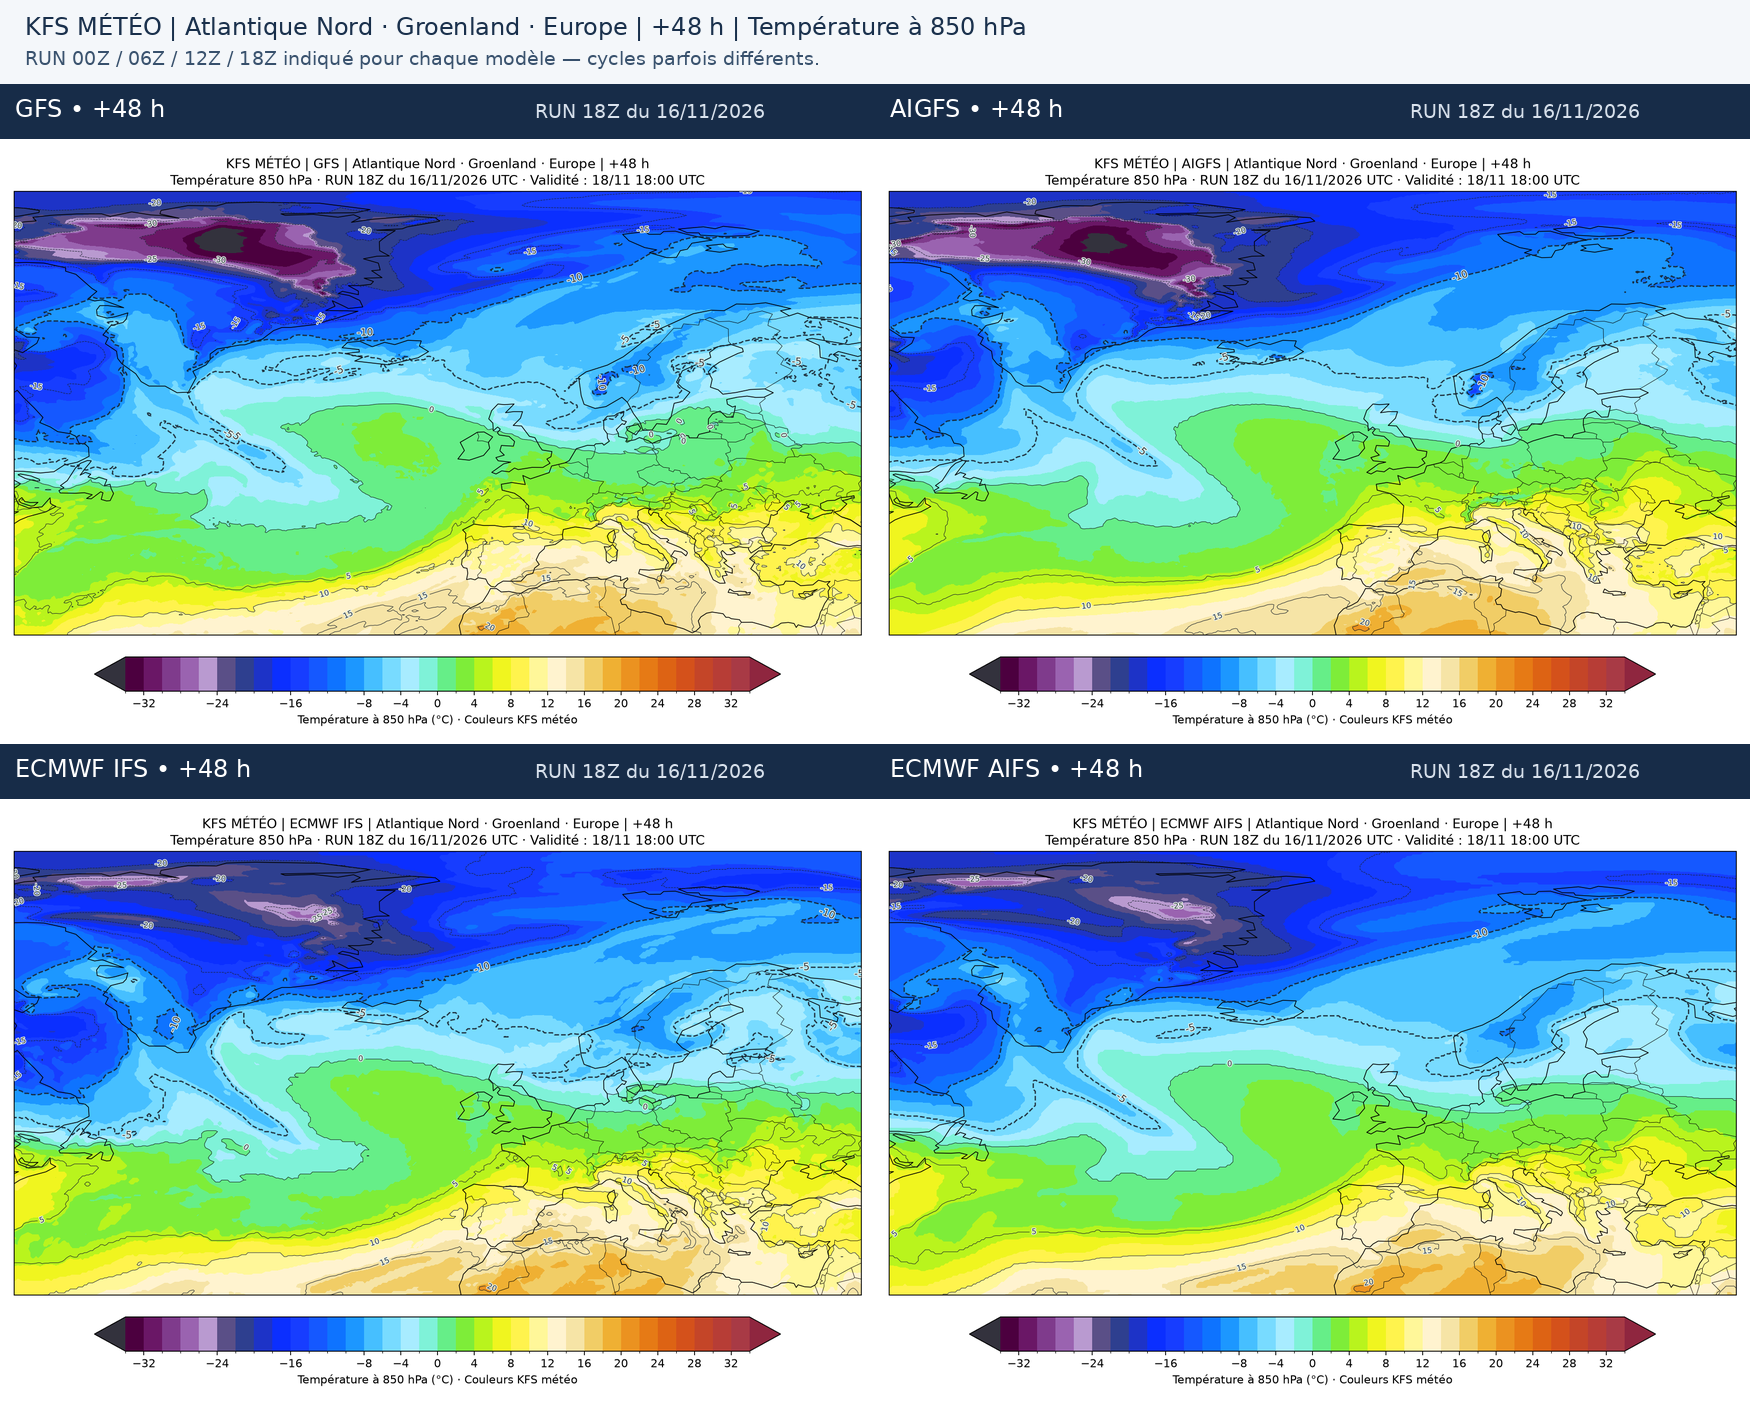 KFS MÉTÉO | Atlantique Nord · Groenland · Europe | +48 h | Température à 850 hPa
RUN 00Z / 06Z / 12Z / 18Z indiqué pour chaque modèle — cycles parfois différents.
GFS • +48 h
RUN 18Z du 16/11/2026
AIGFS • +48 h
RUN 18Z du 16/11/2026
KFS MÉTÉO | GFS | Atlantique Nord · Groenland · Europe | +48 h
Température 850 hPa · RUN 18Z du 16/11/2026 UTC · Validité : 18/11 18:00 UTC
KFS MÉTÉO | AIGFS | Atlantique Nord · Groenland · Europe | +48 h
Température 850 hPa · RUN 18Z du 16/11/2026 UTC · Validité : 18/11 18:00 UTC
−32 −24 −16 −8 −4 0 4 8 12 16 20 24 28 32
Température à 850 hPa (°C) · Couleurs KFS météo
−32 −24 −16 −8 −4 0 4 8 12 16 20 24 28 32
Température à 850 hPa (°C) · Couleurs KFS météo
ECMWF IFS • +48 h
RUN 18Z du 16/11/2026
ECMWF AIFS • +48 h
RUN 18Z du 16/11/2026
KFS MÉTÉO | ECMWF IFS | Atlantique Nord · Groenland · Europe | +48 h
Température 850 hPa · RUN 18Z du 16/11/2026 UTC · Validité : 18/11 18:00 UTC
KFS MÉTÉO | ECMWF AIFS | Atlantique Nord · Groenland · Europe | +48 h
Température 850 hPa · RUN 18Z du 16/11/2026 UTC · Validité : 18/11 18:00 UTC
−32 −24 −16 −8 −4 0 4 8 12 16 20 24 28 32
Température à 850 hPa (°C) · Couleurs KFS météo
−32 −24 −16 −8 −4 0 4 8 12 16 20 24 28 32
Température à 850 hPa (°C) · Couleurs KFS météo